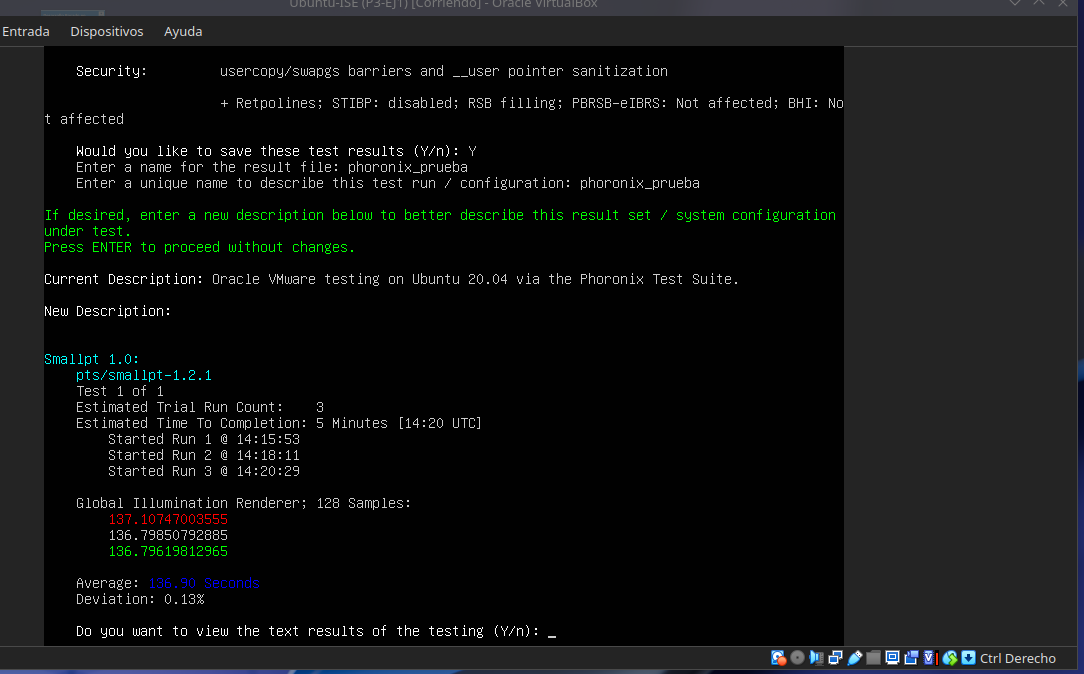 Ubuntu-ISE (P3-EJ1) [Corriendo] - Oracle VirtualBox
Entrada Dispositivos Ayuda
Security: usercopy/swapgs barriers and __user pointer sanitization
+ Retpolines; STIBP: disabled; RSB filling; PBRSB-eIBRS: Not affected; BHI: No
t affected
Would you like to save these test results (Y/n): Y
Enter a name for the result file: phoronix_prueba
Enter a unique name to describe this test run / configuration: phoronix_prueba
If desired, enter a new description below to better describe this result set / system configuration
under test.
Press ENTER to proceed without changes.
Current Description: Oracle VMware testing on Ubuntu 20.04 via the Phoronix Test Suite.
New Description:
Smallpt 1.0:
pts/smallpt-1.2.1
Test 1 of 1
Estimated Trial Run Count: 3
Estimated Time To Completion: 5 Minutes [14:20 UTC]
Started Run 1 @ 14:15:53
Started Run 2 @ 14:18:11
Started Run 3 @ 14:20:29
Global Illumination Renderer; 128 Samples:
137.10747003555
136.79850792885
136.79619812965
Average: 136.90 Seconds
Deviation: 0.13%
Do you want to view the text results of the testing (Y/n): _
Ctrl Derecho